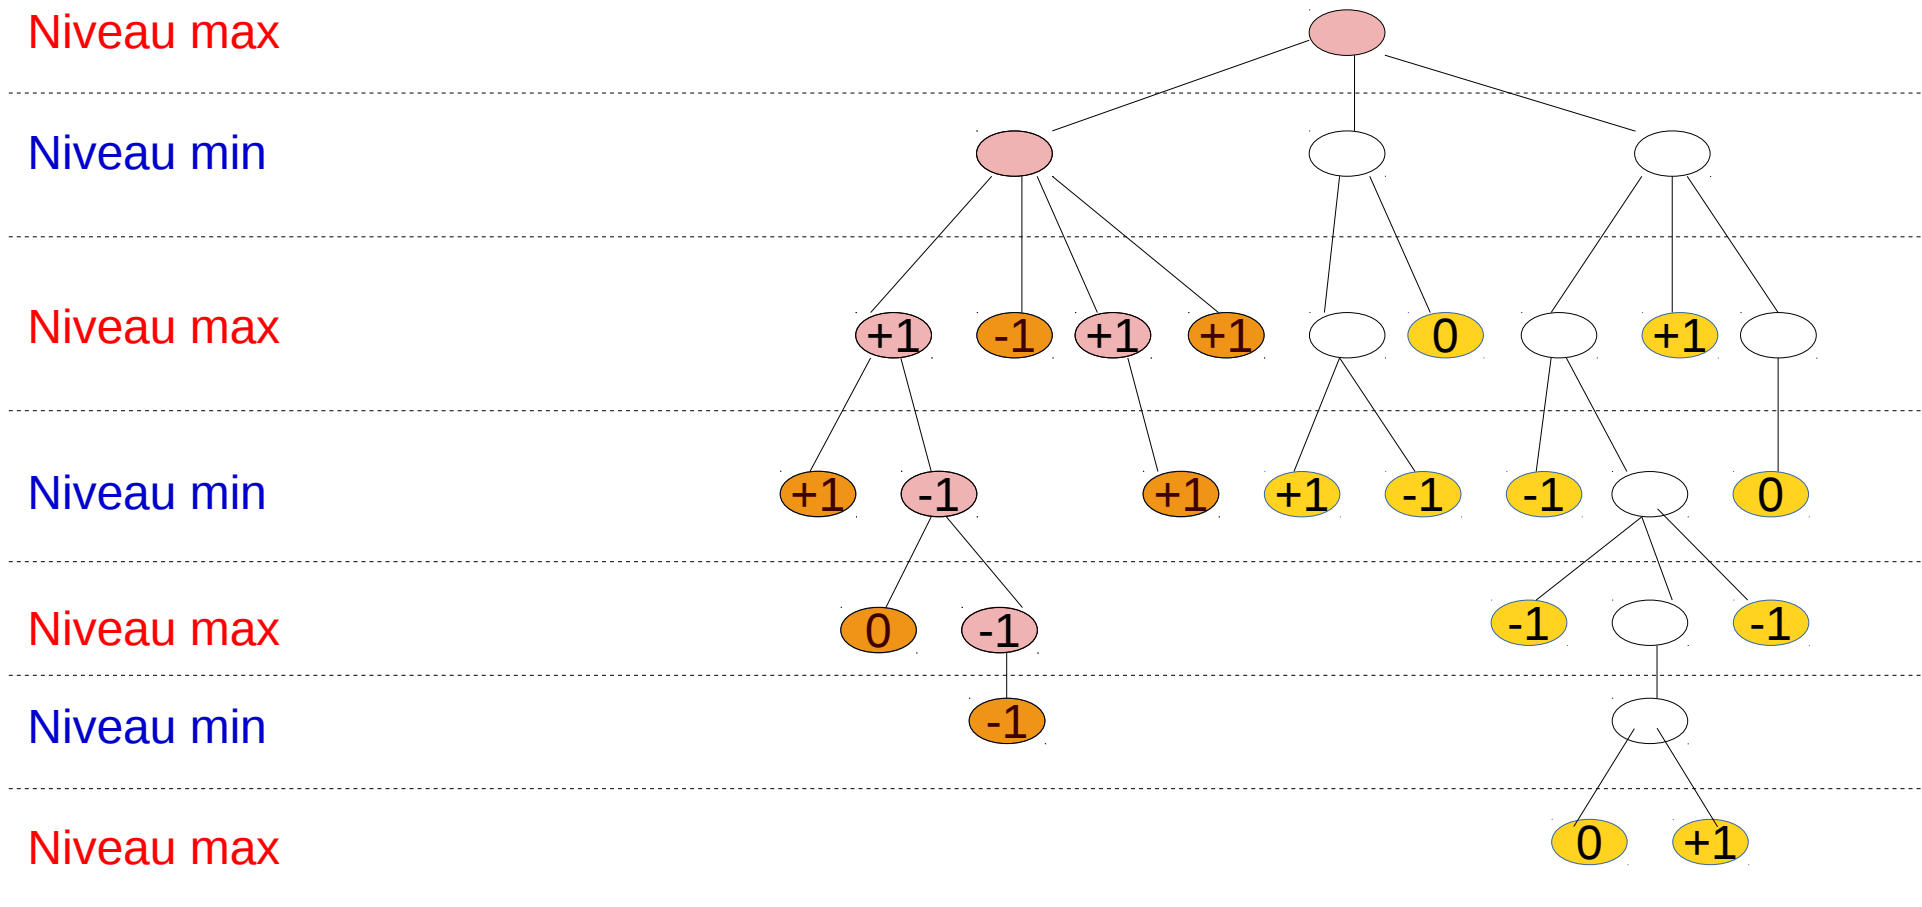 Niveau max
Niveau min
Niveau max
+1 -1 +1 +1 0 +1
Niveau min
+1 -1 +1 +1 -1 -1 0
Niveau max
0 -1 -1 -1
Niveau min
-1
Niveau max
0 +1